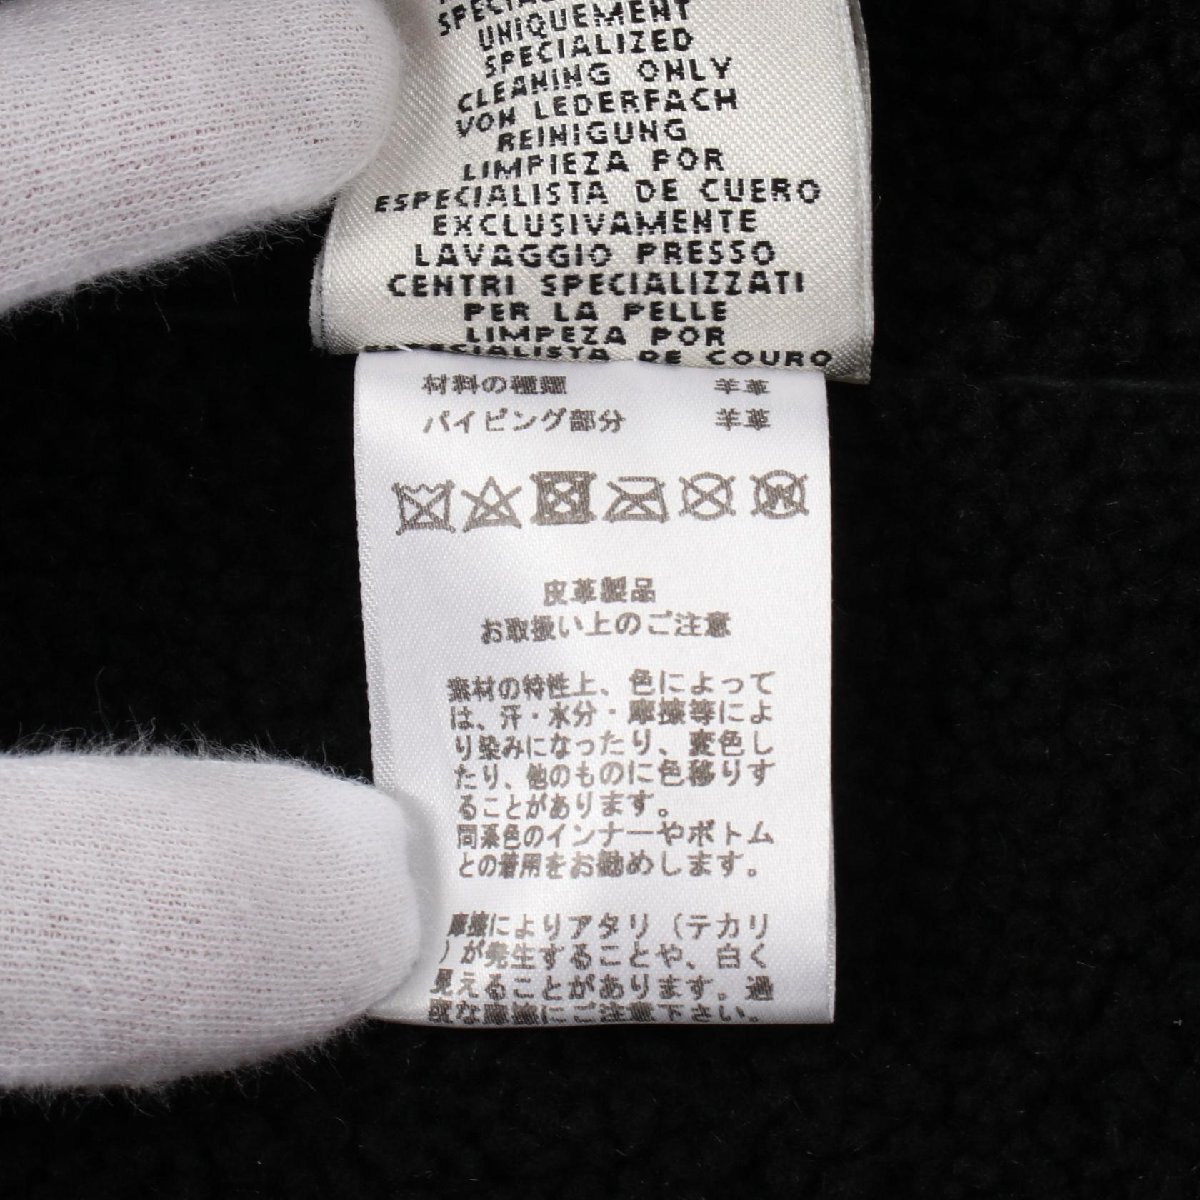 UNIQUEMENT
SPECIALIZED
CLEANING ONLY
VON LEDERFACH
REINIGUNG
LIMPIEZA POR
ESPECIALISTA DE CUERO
EXCLUSIVAMENTE
LAVAGGIO PRESSO
CENTRI SPECIALIZZATI
PER LA PELLE
LIMPEZA POR
ESPECIALISTA DE COURO
材料の種類 羊革
パイピング部分 羊革
W
皮革製品
お取扱い上のご注意
素材の特性上、色によって
は、汗・水分・摩擦等によ
り染みになったり、変色し
たり、他のものに色移りす
ることがあります。
同系色のインナーやボトム
との着用をお勧めします。
摩擦によりアタリ（テカリ
）が発生することや、白く
見えることがあります。過
度な摩擦にご注意下さい。